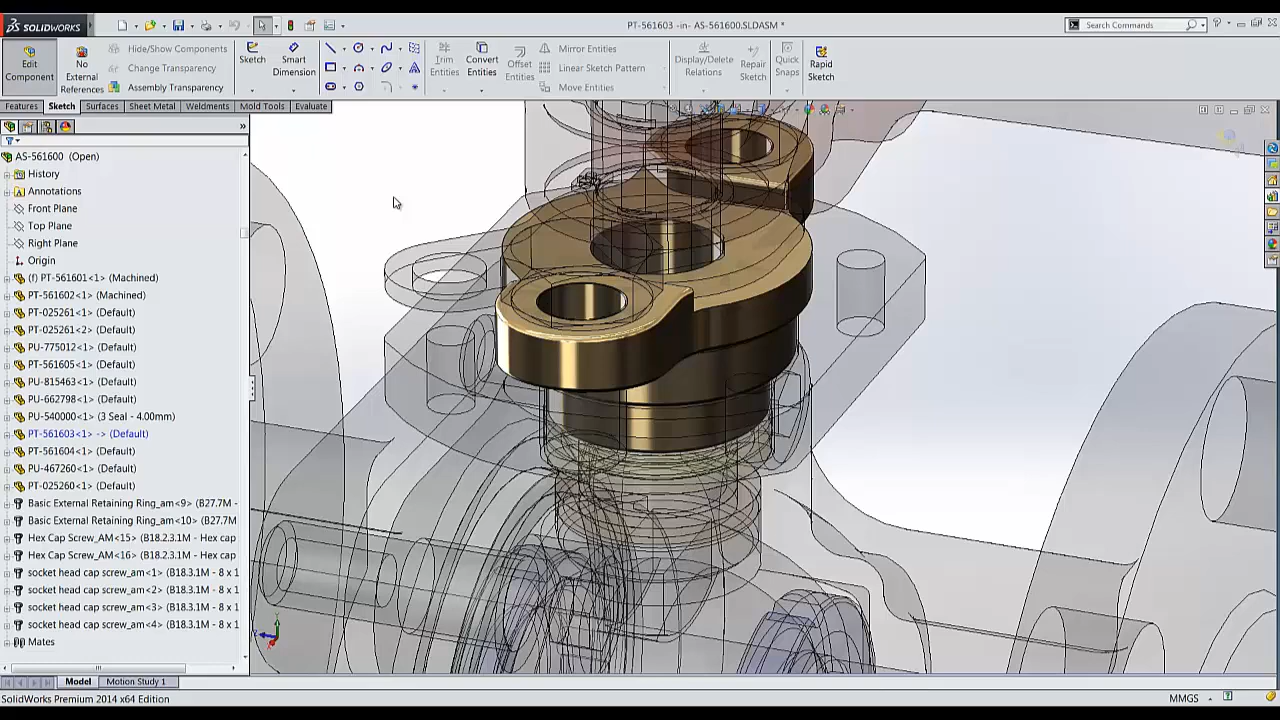 SOLIDWORKS
PT-561603 -in- AS-561600.SLDASM *
Search Commands
Edit Component
No External References
Hide/Show Components
Change Transparency
Assembly Transparency
Sketch
Smart Dimension
Trim Entities
Convert Entities
Offset Entities
Mirror Entities
Linear Sketch Pattern
Move Entities
Display/Delete Relations
Repair Sketch
Quick Snaps
Rapid Sketch
Features Sketch Surfaces Sheet Metal Weldments Mold Tools Evaluate
AS-561600 (Open)
History
Annotations
Front Plane
Top Plane
Right Plane
Origin
(f) PT-561601<1> (Machined)
PT-561602<1> (Machined)
PT-025261<1> (Default)
PT-025261<2> (Default)
PU-775012<1> (Default)
PT-561605<1> (Default)
PU-815463<1> (Default)
PU-662798<1> (Default)
PU-540000<1> (3 Seal - 4.00mm)
PT-561603<1> -> (Default)
PT-561604<1> (Default)
PU-467260<1> (Default)
PT-025260<1> (Default)
Basic External Retaining Ring_am<9> (B27.7M -
Basic External Retaining Ring_am<10> (B27.7M
Hex Cap Screw_AM<15> (B18.2.3.1M - Hex cap
Hex Cap Screw_AM<16> (B18.2.3.1M - Hex cap
socket head cap screw_am<1> (B18.3.1M - 8 x 1
socket head cap screw_am<2> (B18.3.1M - 8 x 1
socket head cap screw_am<3> (B18.3.1M - 8 x 1
socket head cap screw_am<4> (B18.3.1M - 8 x 1
Mates
Model Motion Study 1
SolidWorks Premium 2014 x64 Edition
MMGS